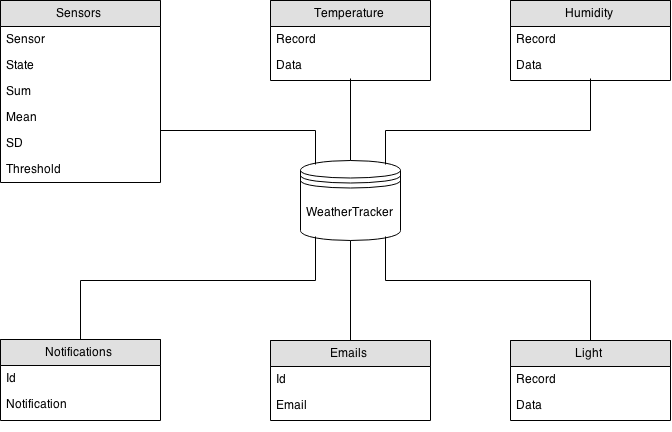 Sensors
Sensor
State
Sum
Mean
SD
Threshold
Temperature
Record
Data
Humidity
Record
Data
WeatherTracker
Notifications
Id
Notification
Emails
Id
Email
Light
Record
Data